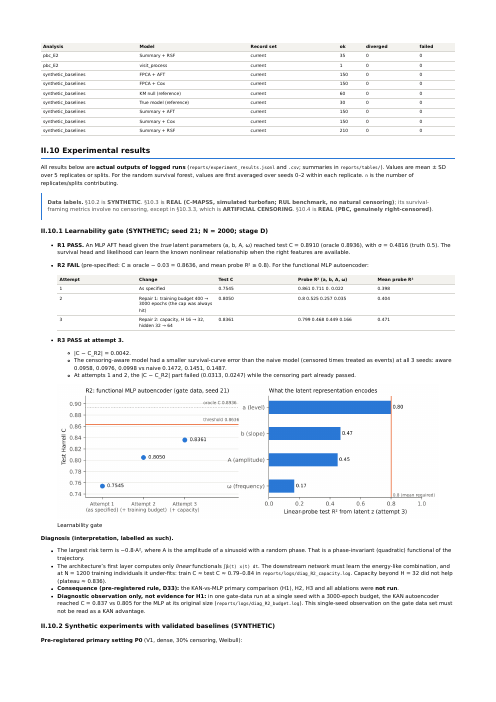 Analysis Model Record set ok diverged failed
pbc_E2 Summary + RSF current 35 0 0
pbc_E2 visit_process current 1 0 0
synthetic_baselines FPCA + AFT current 150 0 0
synthetic_baselines FPCA + Cox current 150 0 0
synthetic_baselines KM null (reference) current 60 0 0
synthetic_baselines True model (reference) current 30 0 0
synthetic_baselines Summary + AFT current 150 0 0
synthetic_baselines Summary + Cox current 150 0 0
synthetic_baselines Summary + RSF current 210 0 0
II.10 Experimental results
All results below are actual outputs of logged runs (reports/experiment_results.jsonl and .csv; summaries in reports/tables/). Values are mean ± SD
over 5 replicates or splits. For the random survival forest, values are first averaged over seeds 0–2 within each replicate. n is the number of
replicates/splits contributing.
Data labels. §10.2 is SYNTHETIC. §10.3 is REAL (C-MAPSS, simulated turbofan; RUL benchmark, no natural censoring); its survival-
framing metrics involve no censoring, except in §10.3.3, which is ARTIFICIAL CENSORING. §10.4 is REAL (PBC, genuinely right-censored).
II.10.1 Learnability gate (SYNTHETIC; seed 21; N = 2000; stage D)
• R1 PASS. An MLP AFT head given the true latent parameters (a, b, A, ω) reached test C = 0.8910 (oracle 0.8936), with σ = 0.4816 (truth 0.5). The
survival head and likelihood can learn the known nonlinear relationship when the right features are available.
• R2 FAIL (pre-specified: C ≥ oracle − 0.03 = 0.8636, and mean probe R² ≥ 0.8). For the functional MLP autoencoder:
Attempt Change Test C Probe R² (a, b, A, ω) Mean probe R²
1 As specified 0.7545 0.861 0.711 0. 0.022 0.398
2 Repair 1: training budget 400 → 0.8050 0.8 0.525 0.257 0.035 0.404
3000 epochs (the cap was always
hit)
3 Repair 2: capacity, H 16 → 32, 0.8361 0.799 0.468 0.449 0.166 0.471
hidden 32 → 64
• R3 PASS at attempt 3.
◦ |C − C_R2| = 0.0042.
◦ The censoring-aware model had a smaller survival-curve error than the naive model (censored times treated as events) at all 3 seeds: aware
0.0958, 0.0976, 0.0998 vs naive 0.1472, 0.1451, 0.1487.
◦ At attempts 1 and 2, the |C − C_R2| part failed (0.0313, 0.0247) while the censoring part already passed.
R2: functional MLP autoencoder (gate data, seed 21)
Test Harrell C
0.90
0.88
0.86
0.84
0.82
0.80
0.78
0.76
0.74
oracle C 0.8936
threshold 0.8636
0.7545
0.8050
0.8361
Attempt 1 Attempt 2 Attempt 3
(as specified) (+ training budget) (+ capacity)
What the latent representation encodes
a (level) 0.80
b (slope) 0.47
A (amplitude) 0.45
ω (frequency) 0.17
0.8 (mean required)
0.0 0.2 0.4 0.6 0.8 1.0
Linear-probe test R² from latent z (attempt 3)
Learnability gate
Diagnosis (interpretation, labelled as such).
• The largest risk term is ~0.8·A², where A is the amplitude of a sinusoid with a random phase. That is a phase-invariant (quadratic) functional of the
trajectory.
• The architecture's first layer computes only linear functionals ∫β(t) x(t) dt. The downstream network must learn the energy-like combination, and
at N = 1200 training individuals it under-fits: train C ≈ test C ≈ 0.79–0.84 in reports/logs/diag_R2_capacity.log. Capacity beyond H = 32 did not help
(plateau ≈ 0.836).
• Consequence (pre-registered rule, D33): the KAN-vs-MLP primary comparison (H1), H2, H3 and all ablations were not run.
• Diagnostic observation only, not evidence for H1: in one gate-data run at a single seed with a 3000-epoch budget, the KAN autoencoder
reached C = 0.837 vs 0.805 for the MLP at its original size (reports/logs/diag_R2_budget.log). This single-seed observation on the gate data set must
not be read as a KAN advantage.
II.10.2 Synthetic experiments with validated baselines (SYNTHETIC)
Pre-registered primary setting P0 (V1, dense, 30% censoring, Weibull):